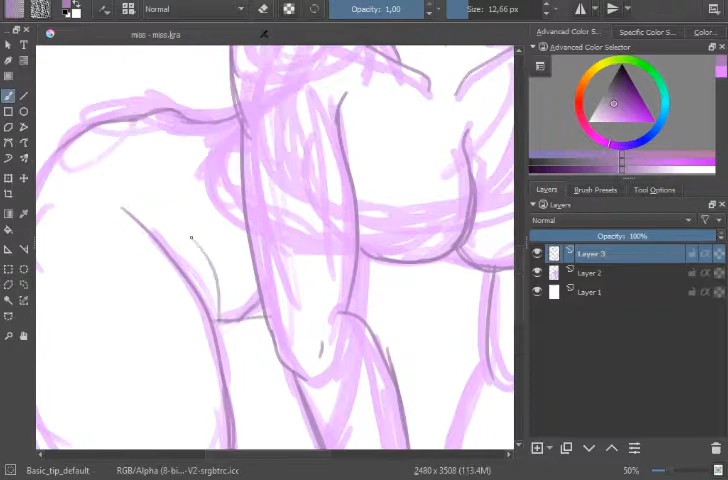 Normal
Opacity: 1,00
Size: 12,66 px
miss - miss.kra
Advanced Color S...
Specific Color S...
Color...
Advanced Color Selector
Layers
Brush Presets
Tool Options
Layers
Normal
Opacity: 100%
Layer 3
Layer 2
Layer 1
Basic_tip_default
RGB/Alpha (8-bi...-V2-srgbtrc.icc
2480 x 3508 (113.4M)
50%